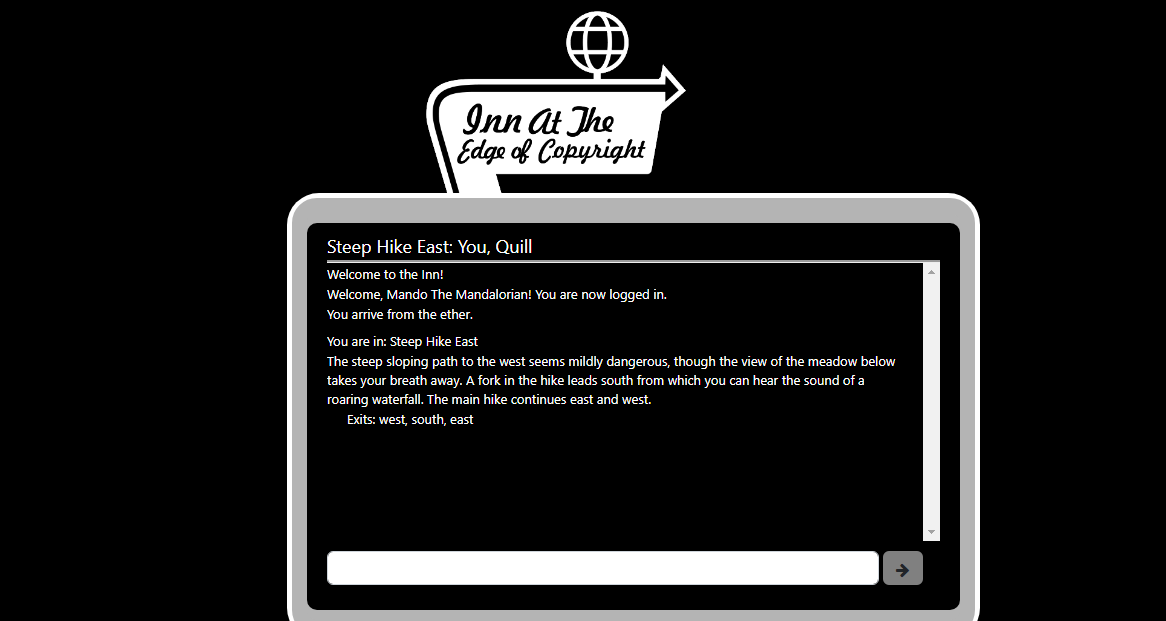 Inn At The
Edge of Copyright
Steep Hike East: You, Quill
Welcome to the Inn!
Welcome, Mando The Mandalorian! You are now logged in.
You arrive from the ether.
You are in: Steep Hike East
The steep sloping path to the west seems mildly dangerous, though the view of the meadow below
takes your breath away. A fork in the hike leads south from which you can hear the sound of a
roaring waterfall. The main hike continues east and west.
Exits: west, south, east